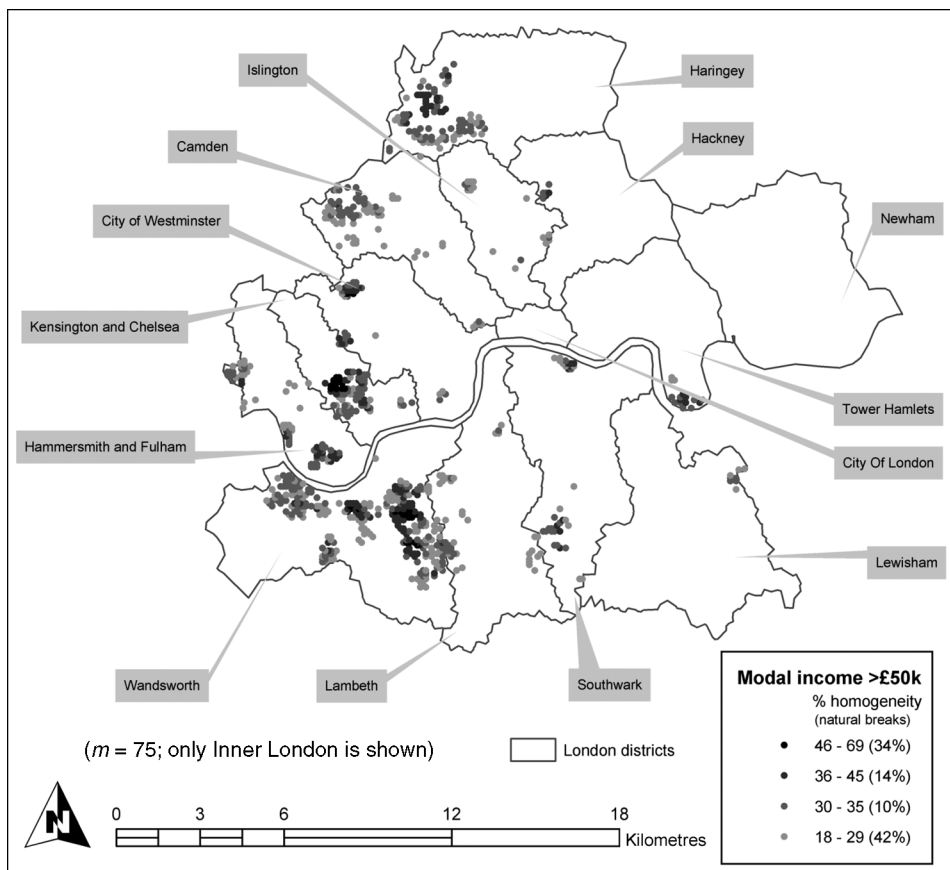 Islington
Haringey
Camden
Hackney
City of Westminster
Newham
Kensington and Chelsea
Tower Hamlets
Hammersmith and Fulham
City Of London
Lewisham
Wandsworth
Lambeth
Southwark
Modal income >£50k
% homogeneity
(natural breaks)
46 - 69 (34%)
36 - 45 (14%)
30 - 35 (10%)
18 - 29 (42%)
(m = 75; only Inner London is shown)
London districts
N
0 3 6 12 18
Kilometres